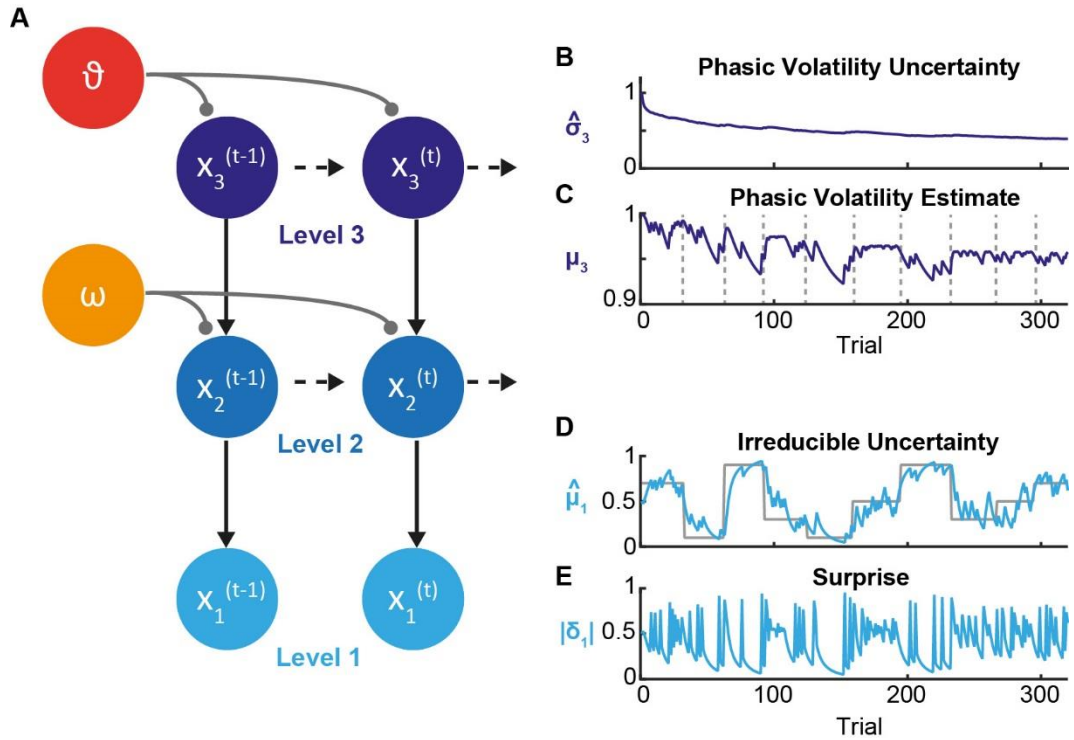 A
ϑ
x₃⁽ᵗ⁻¹⁾
x₃⁽ᵗ⁾
Level 3
ω
x₂⁽ᵗ⁻¹⁾
x₂⁽ᵗ⁾
Level 2
x₁⁽ᵗ⁻¹⁾
x₁⁽ᵗ⁾
Level 1
B
Phasic Volatility Uncertainty
σ̂₃
1
0
C
Phasic Volatility Estimate
μ₃
1
0.9
0 100 200 300
Trial
D
Irreducible Uncertainty
μ̂₁
1
0.5
0
E
Surprise
|δ₁|
1
0.5
0
0 100 200 300
Trial